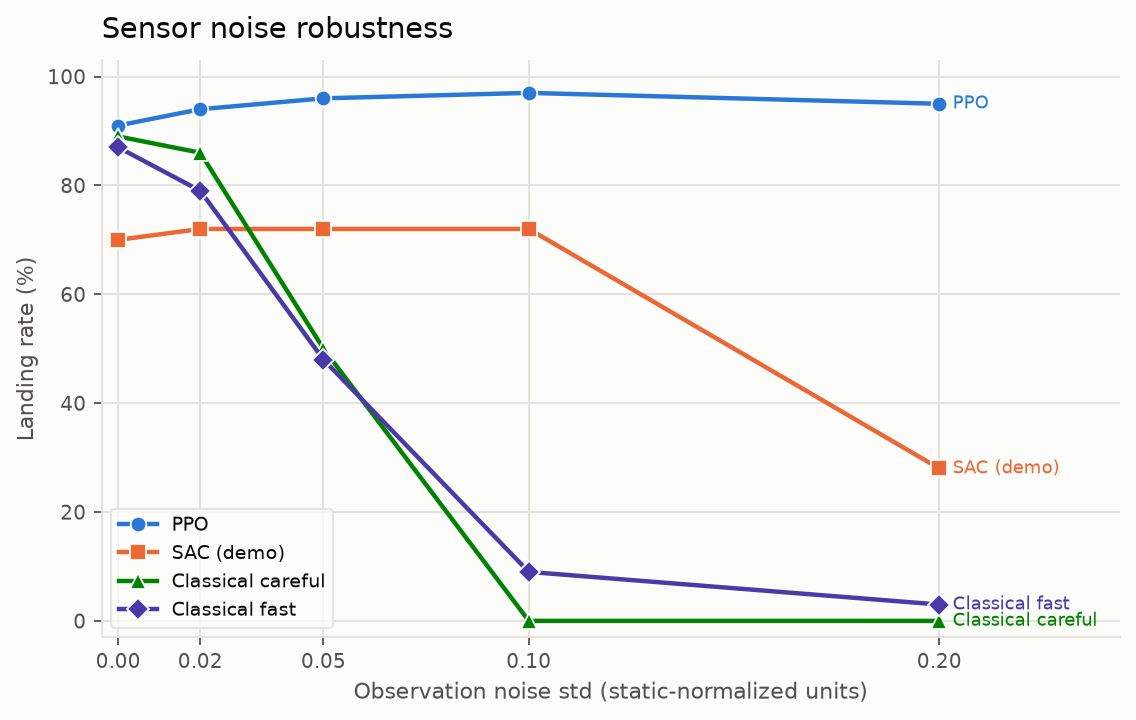 Sensor noise robustness
100
80
60
40
20
0
Landing rate (%)
PPO
SAC (demo)
Classical fast
Classical careful
PPO
SAC (demo)
Classical careful
Classical fast
0.00 0.02 0.05 0.10 0.20
Observation noise std (static-normalized units)